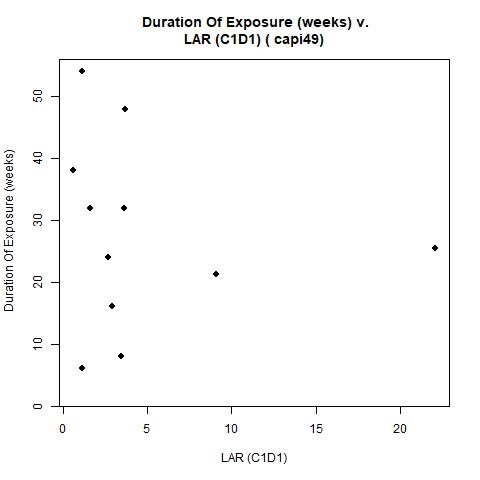 Duration Of Exposure (weeks) v.
LAR (C1D1) ( capi49)
Duration Of Exposure (weeks)
50
40
30
20
10
0
0 5 10 15 20
LAR (C1D1)